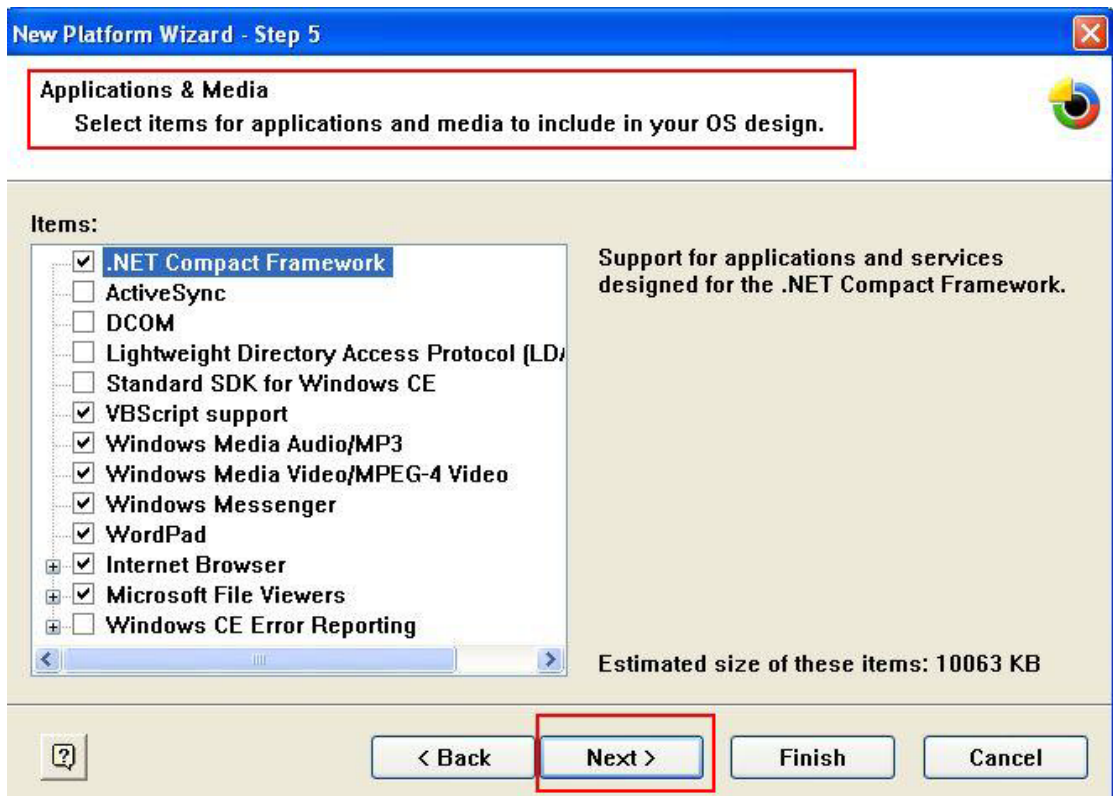 New Platform Wizard - Step 5
Applications & Media
Select items for applications and media to include in your OS design.
Items:
.NET Compact Framework
ActiveSync
DCOM
Lightweight Directory Access Protocol (LD
Standard SDK for Windows CE
VBScript support
Windows Media Audio/MP3
Windows Media Video/MPEG-4 Video
Windows Messenger
WordPad
Internet Browser
Microsoft File Viewers
Windows CE Error Reporting
Support for applications and services
designed for the .NET Compact Framework.
Estimated size of these items: 10063 KB
< Back
Next >
Finish
Cancel